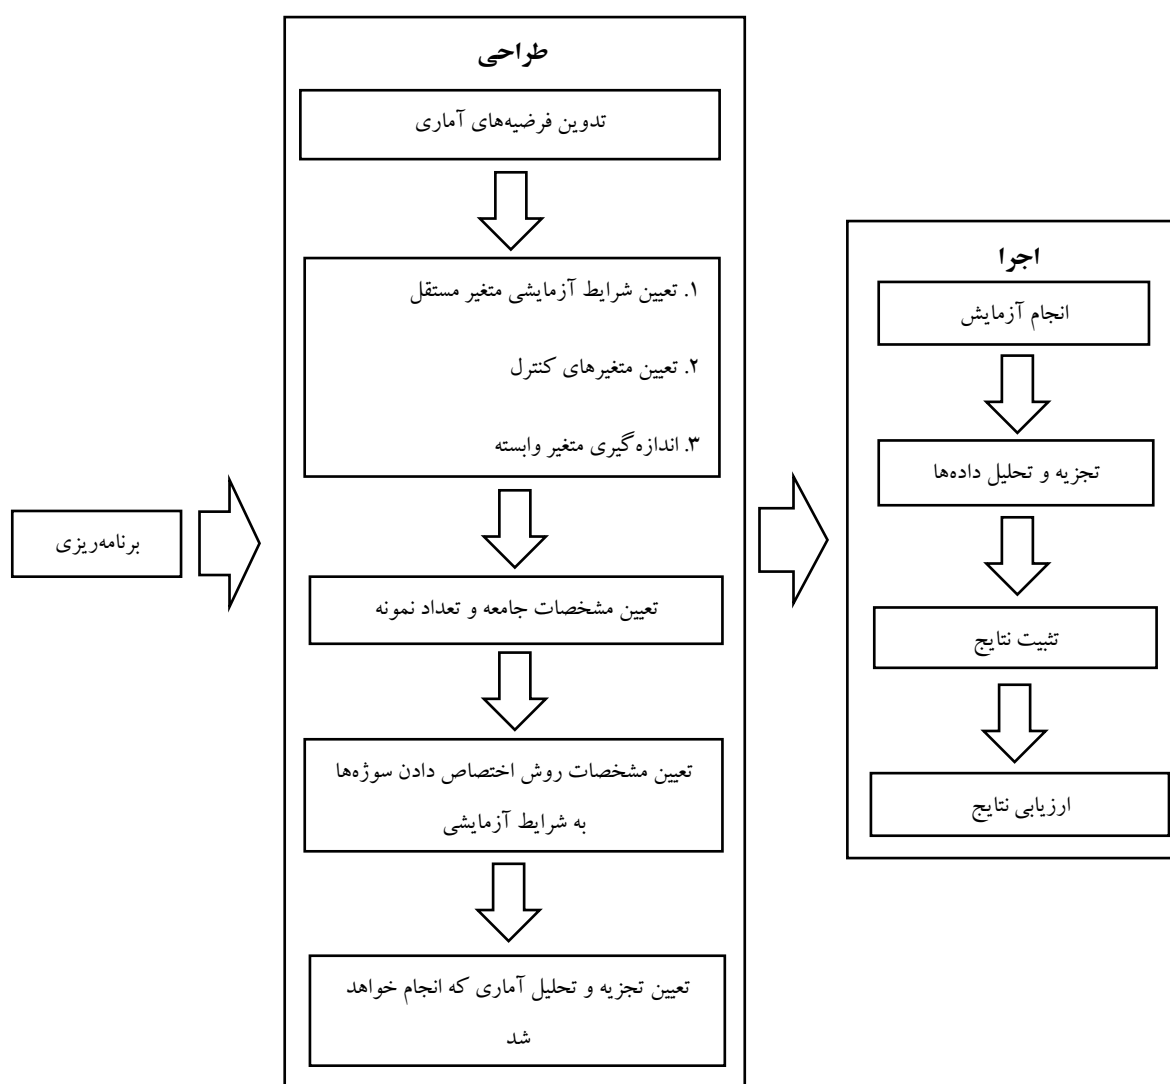 برنامه‌ریزی
طراحی
تدوین فرضیه‌های آماری
۱. تعیین شرایط آزمایشی متغیر مستقل
۲. تعیین متغیرهای کنترل
۳. اندازه‌گیری متغیر وابسته
تعیین مشخصات جامعه و تعداد نمونه
تعیین مشخصات روش اختصاص دادن سوژه‌ها
به شرایط آزمایشی
تعیین تجزیه و تحلیل آماری که انجام خواهد
شد
اجرا
انجام آزمایش
تجزیه و تحلیل داده‌ها
تثبیت نتایج
ارزیابی نتایج